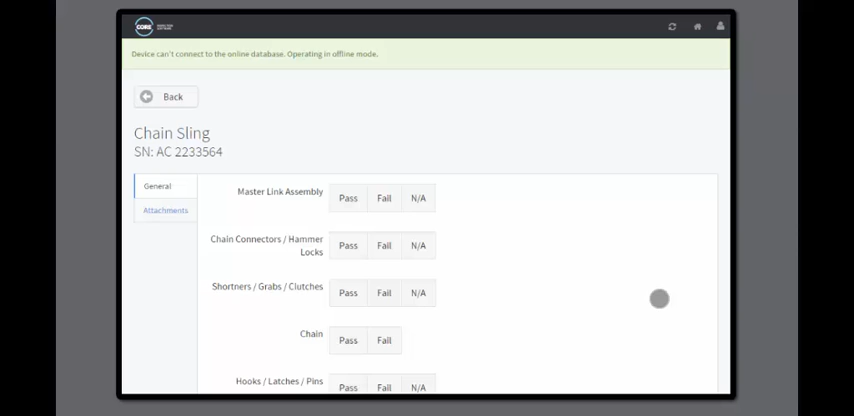 CORE
Device can't connect to the online database. Operating in offline mode.
Back
Chain Sling
SN: AC 2233564
General
Attachments
Master Link Assembly
Pass Fail N/A
Chain Connectors / Hammer
Locks
Pass Fail N/A
Shortners / Grabs / Clutches
Pass Fail N/A
Chain
Pass Fail
Hooks / Latches / Pins
Pass Fail N/A